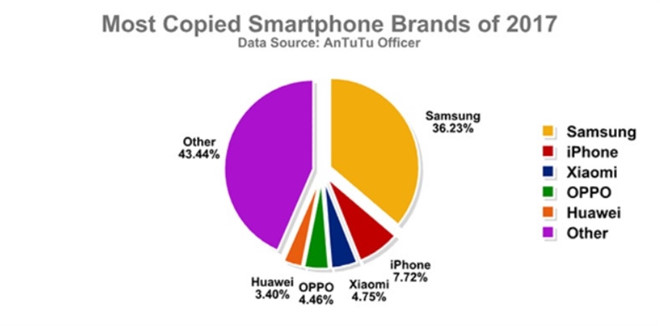 Most Copied Smartphone Brands of 2017
Data Source: AnTuTu Officer
Samsung
36.23%
Other
43.44%
iPhone
7.72%
Xiaomi
4.75%
OPPO
4.46%
Huawei
3.40%
Samsung
iPhone
Xiaomi
OPPO
Huawei
Other